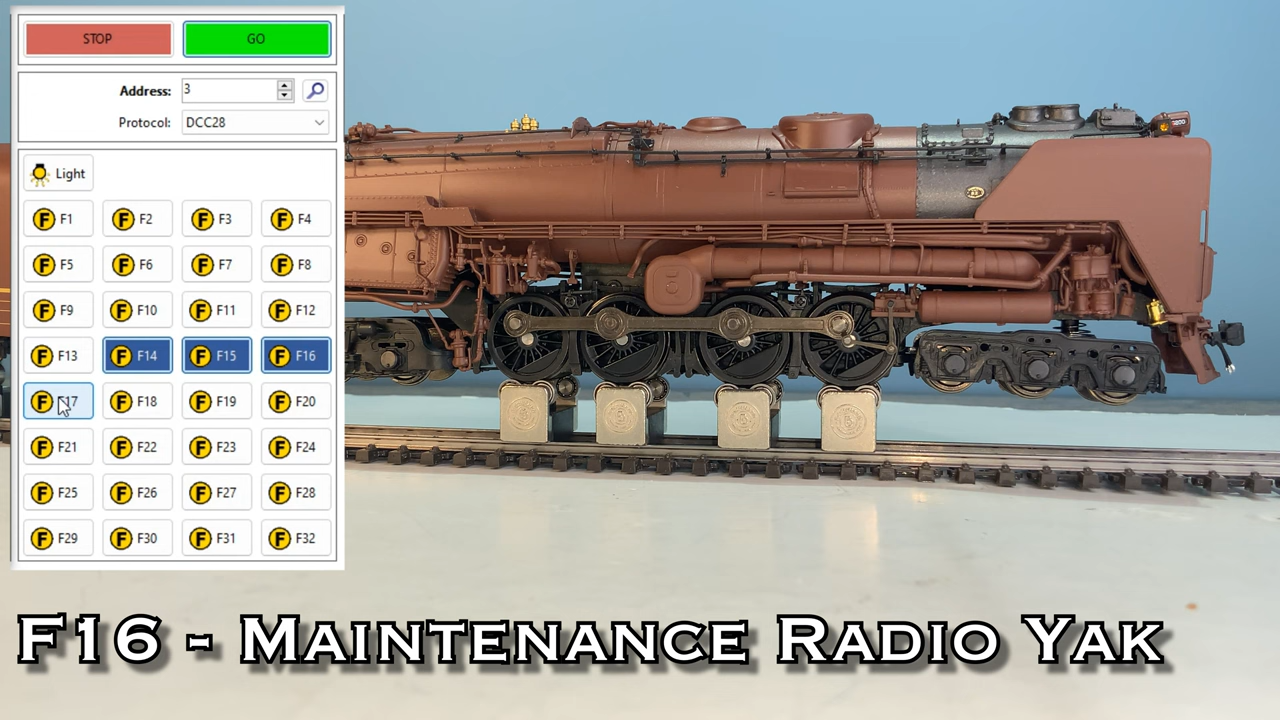 STOP GO
Address: 3
Protocol: DCC28
Light
F F1 F F2 F F3 F F4
F F5 F F6 F F7 F F8
F F9 F F10 F F11 F F12
F F13 F F14 F F15 F F16
F 17 F F18 F F19 F F20
F F21 F F22 F F23 F F24
F F25 F F26 F F27 F F28
F F29 F F30 F F31 F F32
F16 - Maintenance Radio Yak